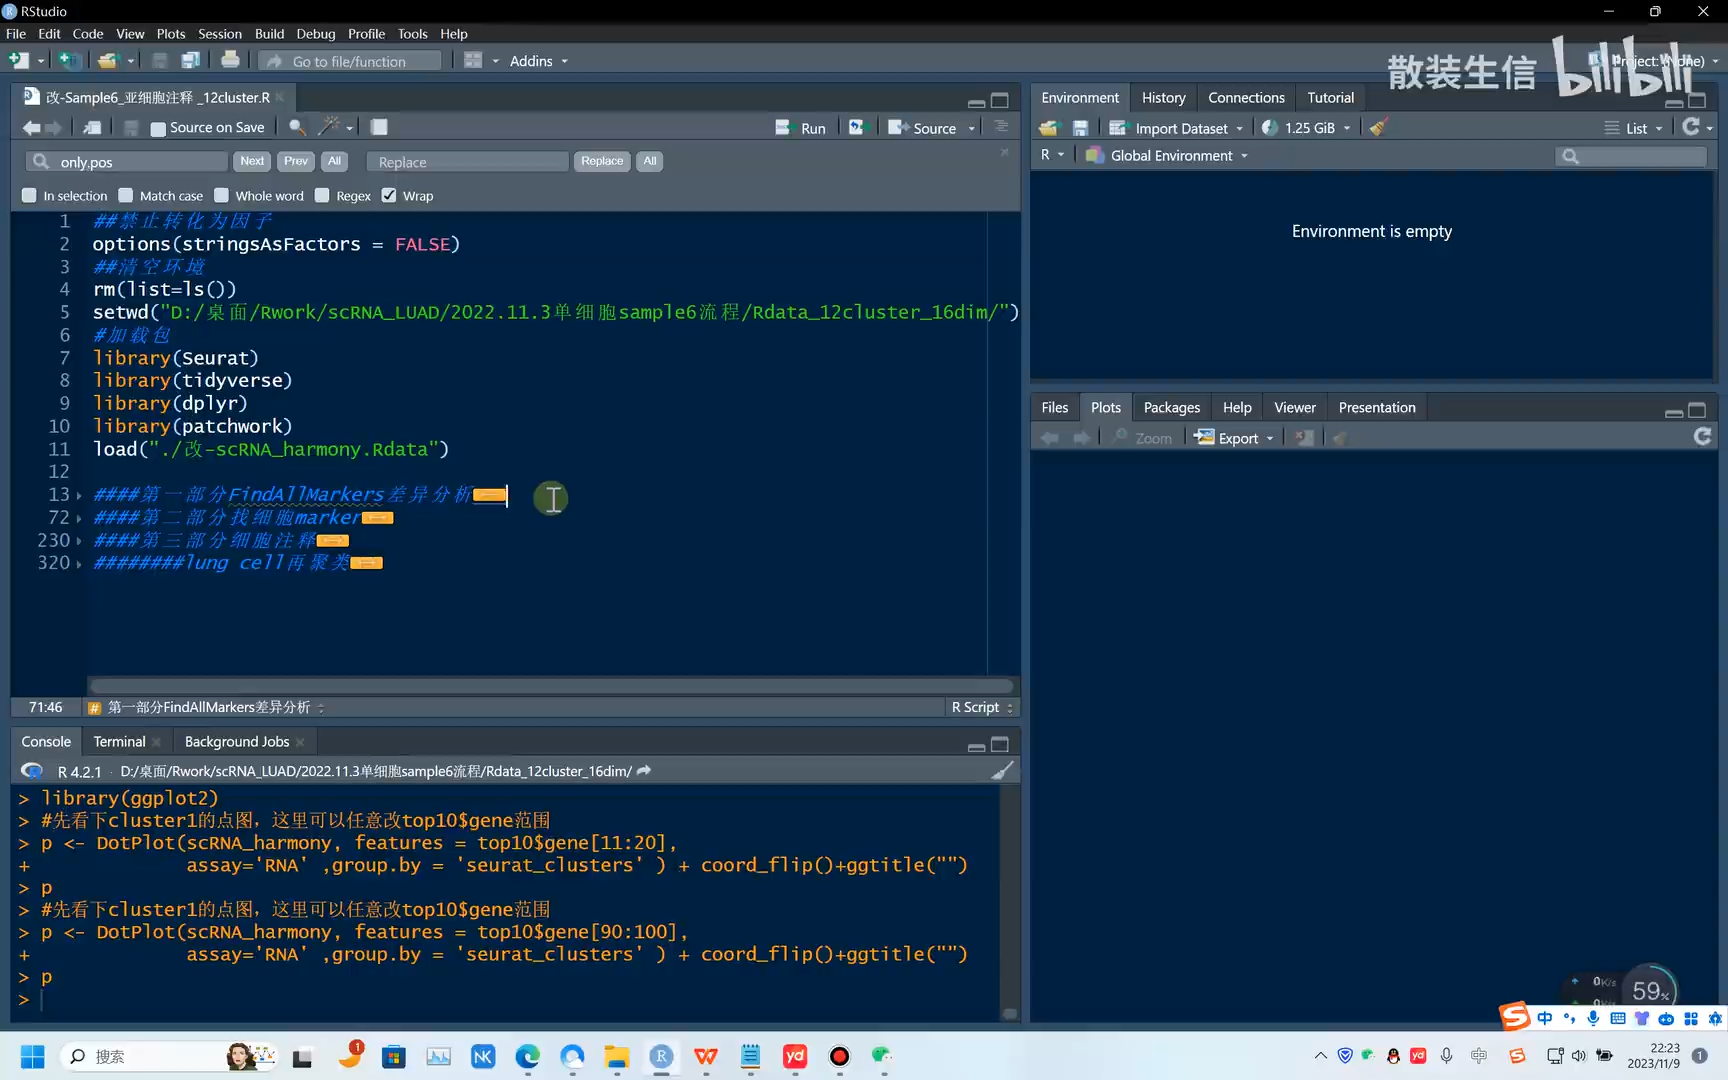 RStudio
File Edit Code View Plots Session Build Debug Profile Tools Help
Go to file/function Addins
Project: (None)
散装生信 bilibili
改-Sample6_亚细胞注释 _12cluster.R
Source on Save Run Source
only.pos Next Prev All Replace Replace All
In selection Match case Whole word Regex Wrap
1 ##禁止转化为因子
2 options(stringsAsFactors = FALSE)
3 ##清空环境
4 rm(list=ls())
5 setwd("D:/桌面/Rwork/scRNA_LUAD/2022.11.3单细胞sample6流程/Rdata_12cluster_16dim/")
6 #加载包
7 library(Seurat)
8 library(tidyverse)
9 library(dplyr)
10 library(patchwork)
11 load("./改-scRNA_harmony.Rdata")
12
13 ####第一部分FindAllMarkers差异分析
72 ####第二部分找细胞marker
230 ####第三部分细胞注释
320 ########lung cell再聚类
71:46 # 第一部分FindAllMarkers差异分析 R Script
Console Terminal Background Jobs
R 4.2.1 · D:/桌面/Rwork/scRNA_LUAD/2022.11.3单细胞sample6流程/Rdata_12cluster_16dim/
> library(ggplot2)
> #先看下cluster1的点图，这里可以任意改top10$gene范围
> p <- DotPlot(scRNA_harmony, features = top10$gene[11:20],
+ assay='RNA' ,group.by = 'seurat_clusters' ) + coord_flip()+ggtitle("")
> p
> #先看下cluster1的点图，这里可以任意改top10$gene范围
> p <- DotPlot(scRNA_harmony, features = top10$gene[90:100],
+ assay='RNA' ,group.by = 'seurat_clusters' ) + coord_flip()+ggtitle("")
> p
>
Environment History Connections Tutorial
Import Dataset 1.25 GiB List
R Global Environment
Environment is empty
Files Plots Packages Help Viewer Presentation
Zoom Export
0K/s
0K/s
59%
中
搜索
1
NK
yd
yd
中
22:23
2023/11/9
1